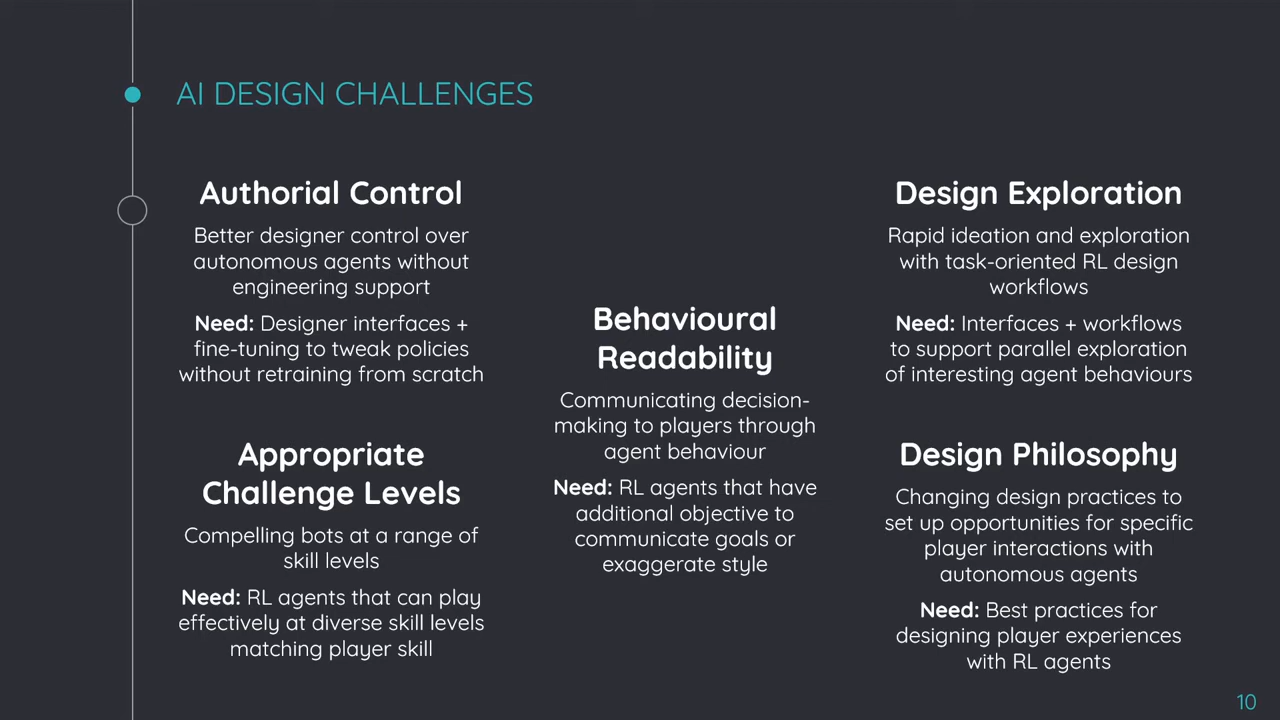 AI DESIGN CHALLENGES
Authorial Control
Better designer control over
autonomous agents without
engineering support
Need: Designer interfaces +
fine-tuning to tweak policies
without retraining from scratch
Appropriate
Challenge Levels
Compelling bots at a range of
skill levels
Need: RL agents that can play
effectively at diverse skill levels
matching player skill
Behavioural
Readability
Communicating decision-
making to players through
agent behaviour
Need: RL agents that have
additional objective to
communicate goals or
exaggerate style
Design Exploration
Rapid ideation and exploration
with task-oriented RL design
workflows
Need: Interfaces + workflows
to support parallel exploration
of interesting agent behaviours
Design Philosophy
Changing design practices to
set up opportunities for specific
player interactions with
autonomous agents
Need: Best practices for
designing player experiences
with RL agents
10